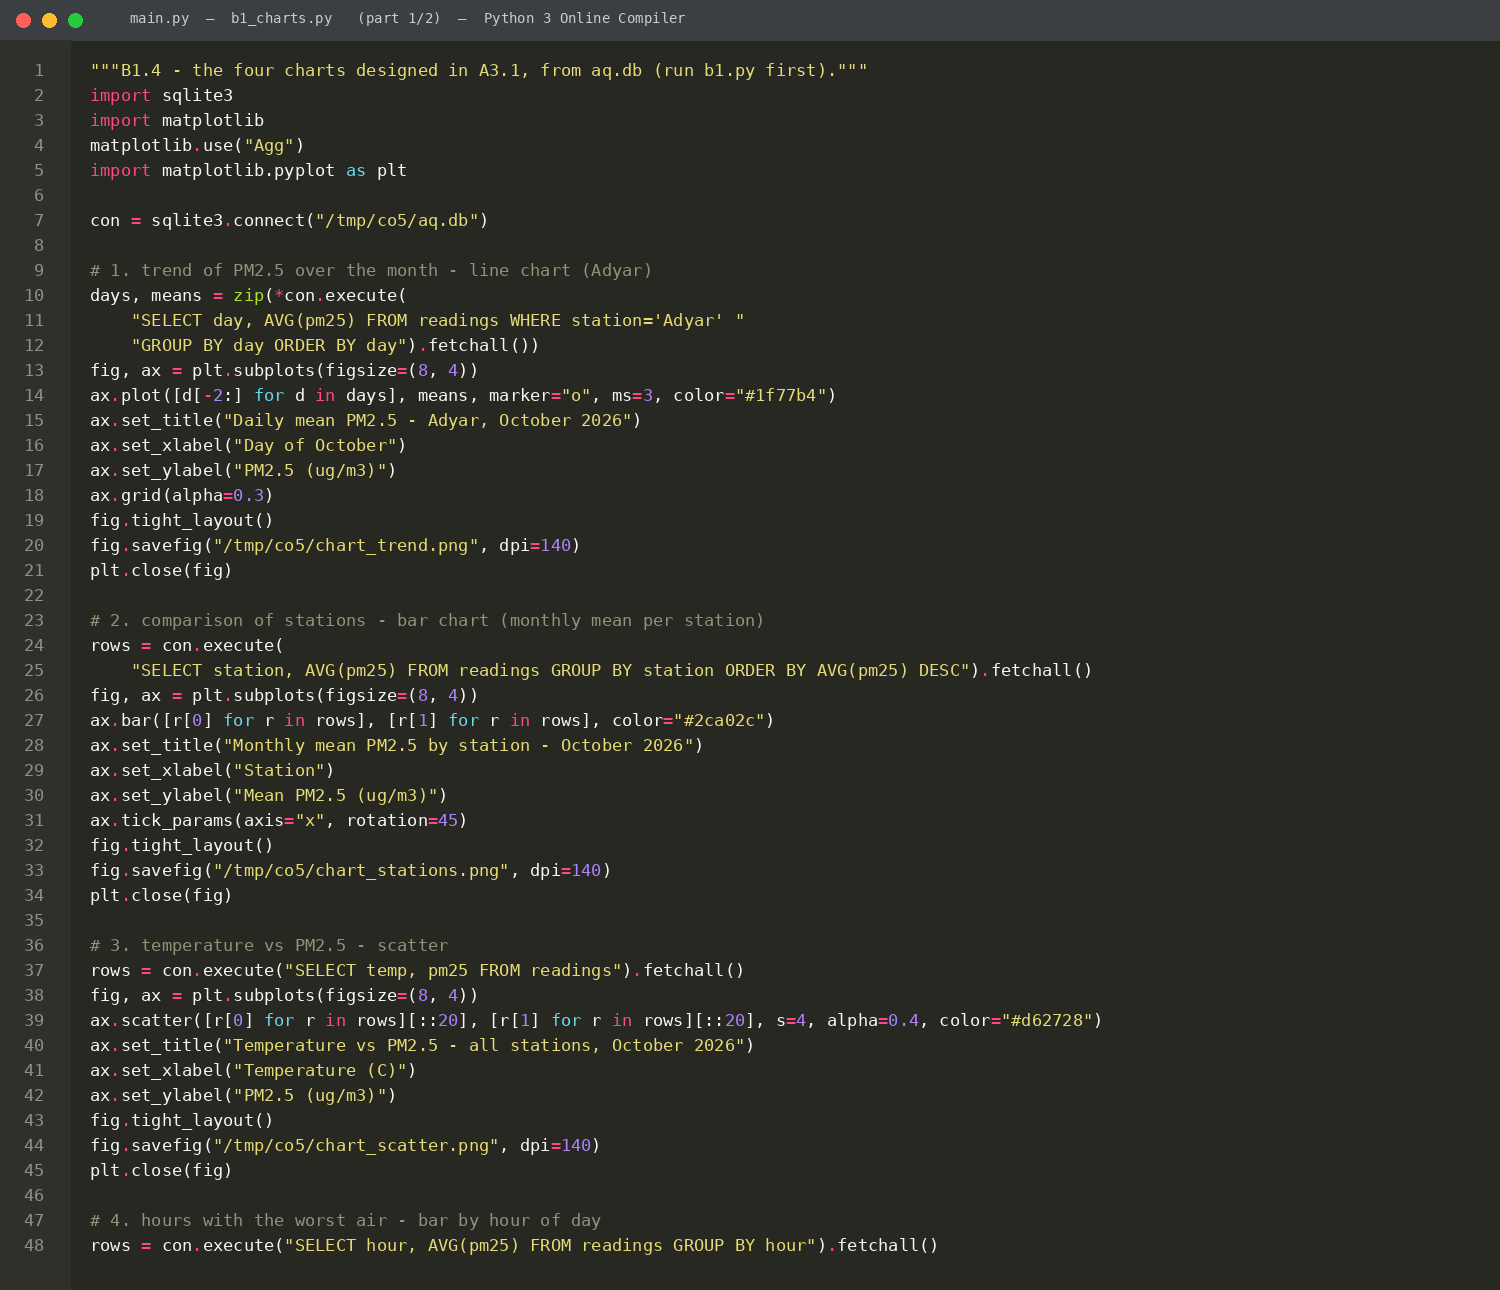 main.py — b1_charts.py (part 1/2) — Python 3 Online Compiler
1 """B1.4 - the four charts designed in A3.1, from aq.db (run b1.py first)."""
2 import sqlite3
3 import matplotlib
4 matplotlib.use("Agg")
5 import matplotlib.pyplot as plt
6
7 con = sqlite3.connect("/tmp/co5/aq.db")
8
9 # 1. trend of PM2.5 over the month - line chart (Adyar)
10 days, means = zip(*con.execute(
11     "SELECT day, AVG(pm25) FROM readings WHERE station='Adyar' "
12     "GROUP BY day ORDER BY day").fetchall())
13 fig, ax = plt.subplots(figsize=(8, 4))
14 ax.plot([d[-2:] for d in days], means, marker="o", ms=3, color="#1f77b4")
15 ax.set_title("Daily mean PM2.5 - Adyar, October 2026")
16 ax.set_xlabel("Day of October")
17 ax.set_ylabel("PM2.5 (ug/m3)")
18 ax.grid(alpha=0.3)
19 fig.tight_layout()
20 fig.savefig("/tmp/co5/chart_trend.png", dpi=140)
21 plt.close(fig)
22
23 # 2. comparison of stations - bar chart (monthly mean per station)
24 rows = con.execute(
25     "SELECT station, AVG(pm25) FROM readings GROUP BY station ORDER BY AVG(pm25) DESC").fetchall()
26 fig, ax = plt.subplots(figsize=(8, 4))
27 ax.bar([r[0] for r in rows], [r[1] for r in rows], color="#2ca02c")
28 ax.set_title("Monthly mean PM2.5 by station - October 2026")
29 ax.set_xlabel("Station")
30 ax.set_ylabel("Mean PM2.5 (ug/m3)")
31 ax.tick_params(axis="x", rotation=45)
32 fig.tight_layout()
33 fig.savefig("/tmp/co5/chart_stations.png", dpi=140)
34 plt.close(fig)
35
36 # 3. temperature vs PM2.5 - scatter
37 rows = con.execute("SELECT temp, pm25 FROM readings").fetchall()
38 fig, ax = plt.subplots(figsize=(8, 4))
39 ax.scatter([r[0] for r in rows][::20], [r[1] for r in rows][::20], s=4, alpha=0.4, color="#d62728")
40 ax.set_title("Temperature vs PM2.5 - all stations, October 2026")
41 ax.set_xlabel("Temperature (C)")
42 ax.set_ylabel("PM2.5 (ug/m3)")
43 fig.tight_layout()
44 fig.savefig("/tmp/co5/chart_scatter.png", dpi=140)
45 plt.close(fig)
46
47 # 4. hours with the worst air - bar by hour of day
48 rows = con.execute("SELECT hour, AVG(pm25) FROM readings GROUP BY hour").fetchall()